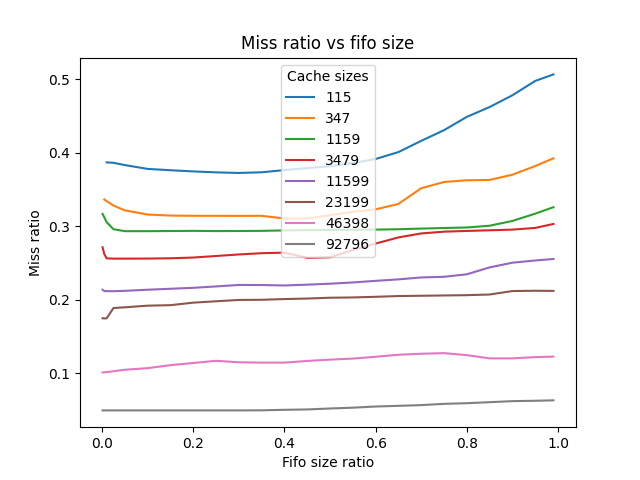 Miss ratio vs fifo size
Cache sizes
115
347
1159
3479
11599
23199
46398
92796
Miss ratio
0.5
0.4
0.3
0.2
0.1
0.0 0.2 0.4 0.6 0.8 1.0
Fifo size ratio